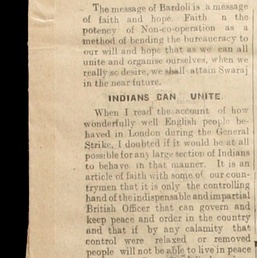 The message of Bardoli is a message
of faith and hope. Faith n the
potency of Non-co-operation as a
method of bending the bureaucracy to
our will and hope that as we can all
unite and organise ourselves, when we
really so desire, we shall attain Swaraj
in the near future.
INDIANS CAN UNITE
When I read the account of how
wonderfully well English people be-
haved in London during the General
Strike, I doubted if it would be at all
possible for any large section of Indians
to behave in that manner. It is an
article of faith with some of our coun-
trymen that it is only the controlling
hand of the indispensable and impartial
British Officer that can govern and
keep peace and order in the country
and that if by any calamity that
control were relaxed or removed
people will not be able to live in peace